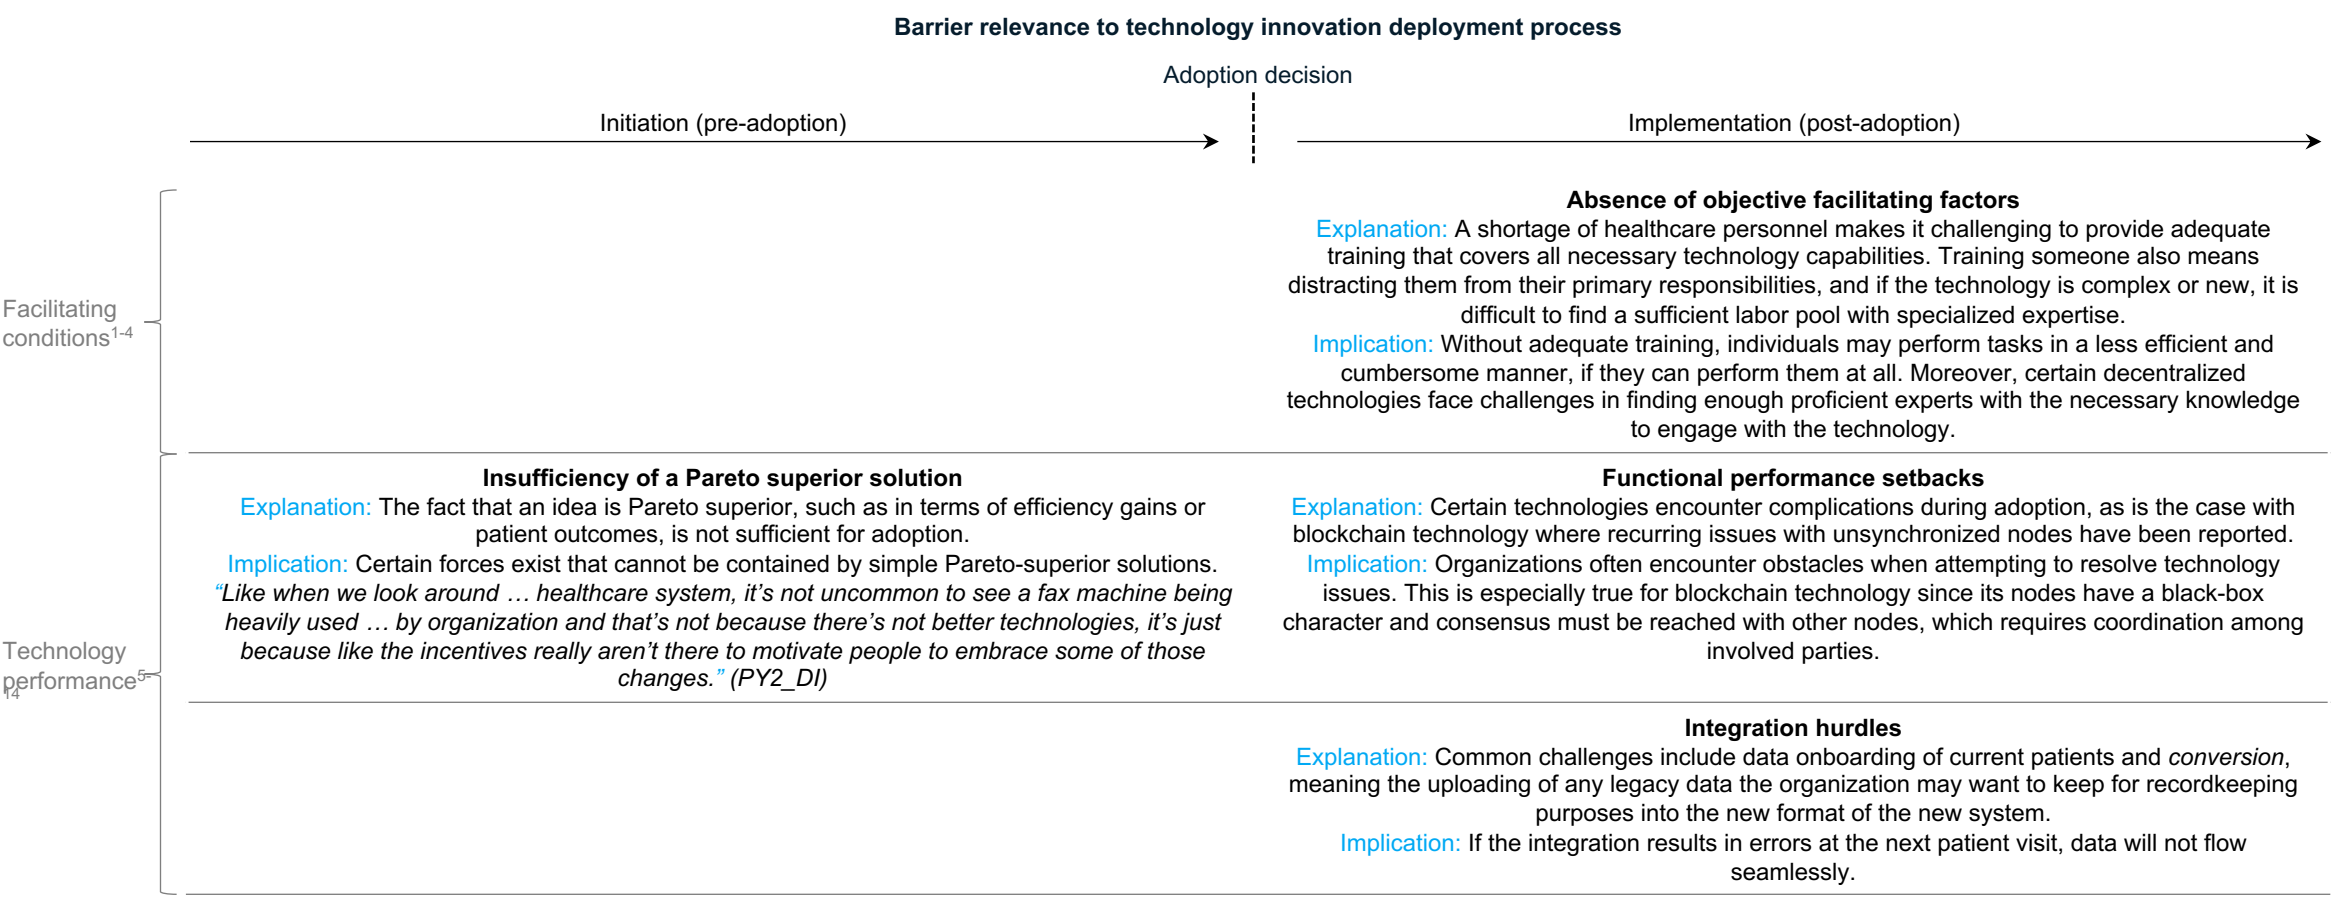 Barrier relevance to technology innovation deployment process
Adoption decision
Initiation (pre-adoption)
Implementation (post-adoption)
Facilitating
conditions1-4
Absence of objective facilitating factors
Explanation: A shortage of healthcare personnel makes it challenging to provide adequate
training that covers all necessary technology capabilities. Training someone also means
distracting them from their primary responsibilities, and if the technology is complex or new, it is
difficult to find a sufficient labor pool with specialized expertise.
Implication: Without adequate training, individuals may perform tasks in a less efficient and
cumbersome manner, if they can perform them at all. Moreover, certain decentralized
technologies face challenges in finding enough proficient experts with the necessary knowledge
to engage with the technology.
Technology
performance5-
14
Insufficiency of a Pareto superior solution
Explanation: The fact that an idea is Pareto superior, such as in terms of efficiency gains or
patient outcomes, is not sufficient for adoption.
Implication: Certain forces exist that cannot be contained by simple Pareto-superior solutions.
“Like when we look around … healthcare system, it’s not uncommon to see a fax machine being
heavily used … by organization and that’s not because there’s not better technologies, it’s just
because like the incentives really aren’t there to motivate people to embrace some of those
changes.” (PY2_DI)
Functional performance setbacks
Explanation: Certain technologies encounter complications during adoption, as is the case with
blockchain technology where recurring issues with unsynchronized nodes have been reported.
Implication: Organizations often encounter obstacles when attempting to resolve technology
issues. This is especially true for blockchain technology since its nodes have a black-box
character and consensus must be reached with other nodes, which requires coordination among
involved parties.
Integration hurdles
Explanation: Common challenges include data onboarding of current patients and conversion,
meaning the uploading of any legacy data the organization may want to keep for recordkeeping
purposes into the new format of the new system.
Implication: If the integration results in errors at the next patient visit, data will not flow
seamlessly.